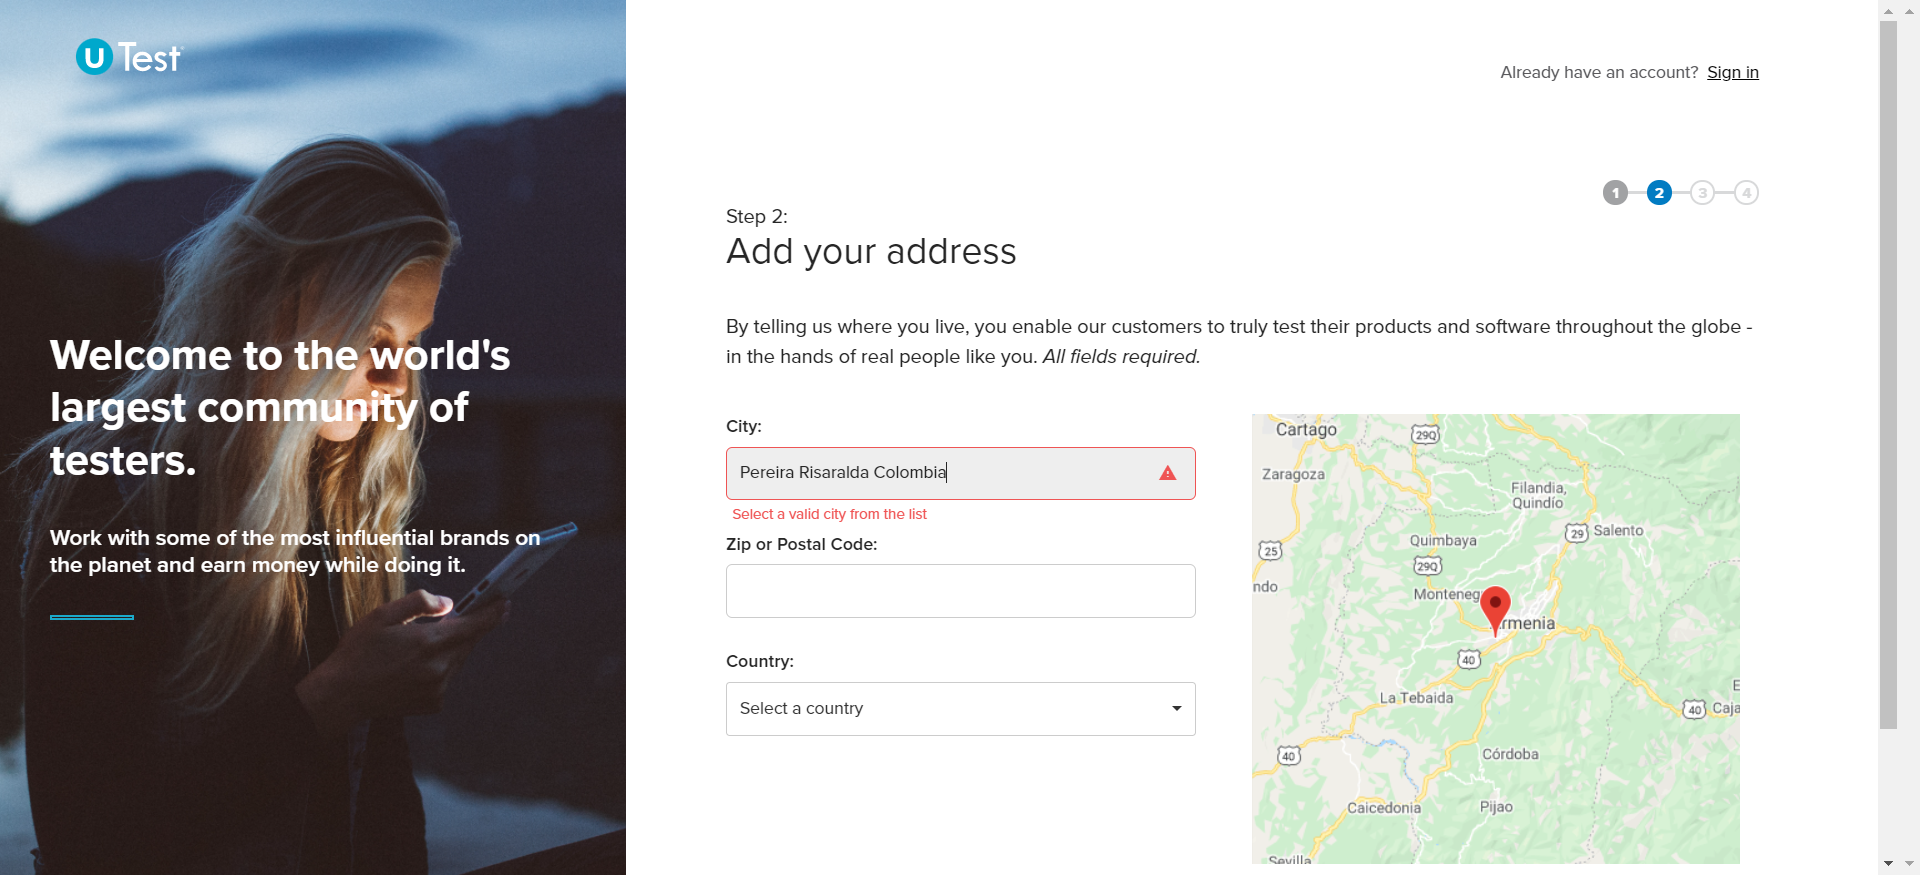 U Test
Welcome to the world's
largest community of
testers.
Work with some of the most influential brands on
the planet and earn money while doing it.
Already have an account? Sign in
1 2 3 4
Step 2:
Add your address
By telling us where you live, you enable our customers to truly test their products and software throughout the globe -
in the hands of real people like you. All fields required.
City:
Pereira Risaralda Colombia
Select a valid city from the list
Zip or Postal Code:
Country:
Select a country
Cartago
29Q
Zaragoza
Filandia,
Quindío
29
Salento
25
Quimbaya
29Q
ndo
Monteneg
rmenia
40
La Tebaida
E
40
Caja
40
Córdoba
Caicedonia
Pijao
Sevilla